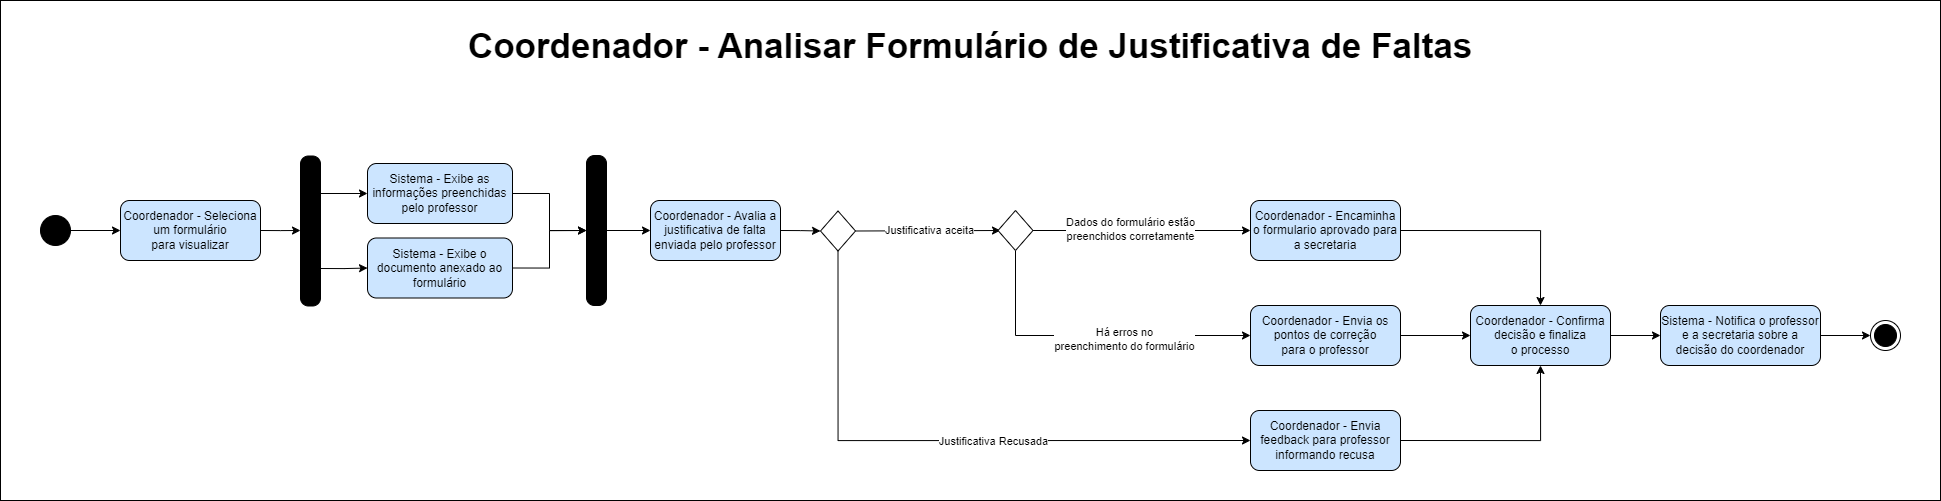 Coordenador - Analisar Formulário de Justificativa de Faltas
Coordenador - Seleciona
um formulário
para visualizar
Sistema - Exibe as
informações preenchidas
pelo professor
Sistema - Exibe o
documento anexado ao
formulário
Coordenador - Avalia a
justificativa de falta
enviada pelo professor
Justificativa aceita
Dados do formulário estão
preenchidos corretamente
Coordenador - Encaminha
o formulario aprovado para
a secretaria
Há erros no
preenchimento do formulário
Coordenador - Envia os
pontos de correção
para o professor
Coordenador - Confirma
decisão e finaliza
o processo
Sistema - Notifica o professor
e a secretaria sobre a
decisão do coordenador
Justificativa Recusada
Coordenador - Envia
feedback para professor
informando recusa